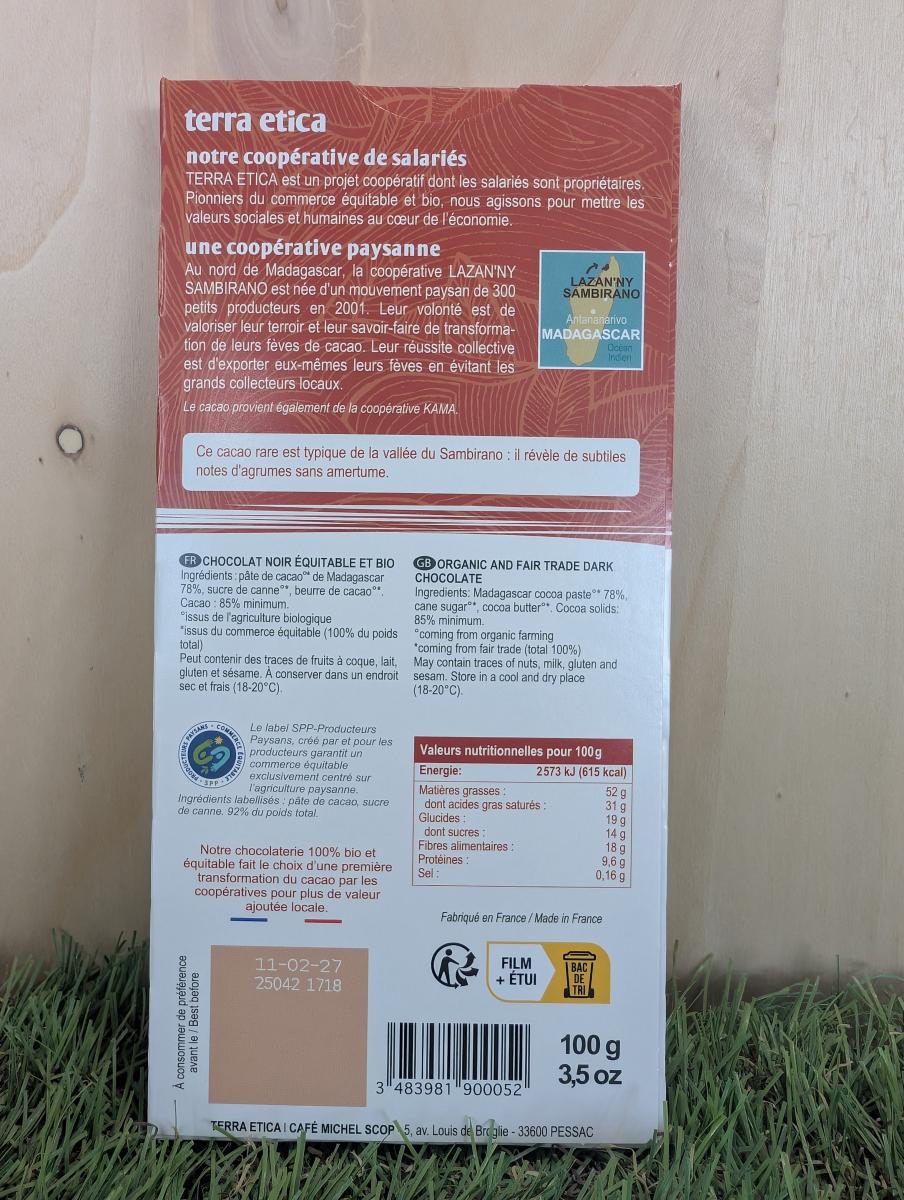 terra etica
notre coopérative de salariés
TERRA ETICA est un projet coopératif dont les salariés sont propriétaires.
Pionniers du commerce équitable et bio, nous agissons pour mettre les
valeurs sociales et humaines au cœur de l'économie.
une coopérative paysanne
Au nord de Madagascar, la coopérative LAZAN'NY
SAMBIRANO est née d'un mouvement paysan de 300
petits producteurs en 2001. Leur volonté est de
valoriser leur terroir et leur savoir-faire de transforma-
tion de leurs fèves de cacao. Leur réussite collective
est d'exporter eux-mêmes leurs fèves en évitant les
grands collecteurs locaux.
Le cacao provient également de la coopérative KAMA.
LAZAN'NY
SAMBIRANO
Antananarivo
MADAGASCAR
Océan
Indien
Ce cacao rare est typique de la vallée du Sambirano : il révèle de subtiles
notes d'agrumes sans amertume.
FR CHOCOLAT NOIR ÉQUITABLE ET BIO
Ingrédients : pâte de cacao°* de Madagascar
78%, sucre de canne°*, beurre de cacao°*.
Cacao : 85% minimum.
°issus de l'agriculture biologique
*issus du commerce équitable (100% du poids
total)
Peut contenir des traces de fruits à coque, lait,
gluten et sésame. À conserver dans un endroit
sec et frais (18-20°C).
GB ORGANIC AND FAIR TRADE DARK
CHOCOLATE
Ingredients: Madagascar cocoa paste°* 78%,
cane sugar°*, cocoa butter°*. Cocoa solids:
85% minimum.
°coming from organic farming
*coming from fair trade (total 100%)
May contain traces of nuts, milk, gluten and
sesam. Store in a cool and dry place
(18-20°C).
PRODUCTEURS PAYSANS - COMMERCE ÉQUITABLE - SPP
Le label SPP-Producteurs
Paysans, créé par et pour les
producteurs garantit un
commerce équitable
exclusivement centré sur
l'agriculture paysanne.
Ingrédients labellisés : pâte de cacao, sucre
de canne. 92% du poids total.
Notre chocolaterie 100% bio et
équitable fait le choix d'une première
transformation du cacao par les
coopératives pour plus de valeur
ajoutée locale.
Valeurs nutritionnelles pour 100g
Energie: 2573 kJ (615 kcal)
Matières grasses : 52 g
dont acides gras saturés : 31 g
Glucides : 19 g
dont sucres : 14 g
Fibres alimentaires : 18 g
Protéines : 9,6 g
Sel : 0,16 g
Fabriqué en France / Made in France
FILM
+ ÉTUI
BAC
DE
TRI
À consommer de préférence
avant le / Best before
11-02-27
25042 1718
3 483981 900052
100 g
3,5 oz
TERRA ETICA I CAFÉ MICHEL SCOP 5, av. Louis de Broglie - 33600 PESSAC